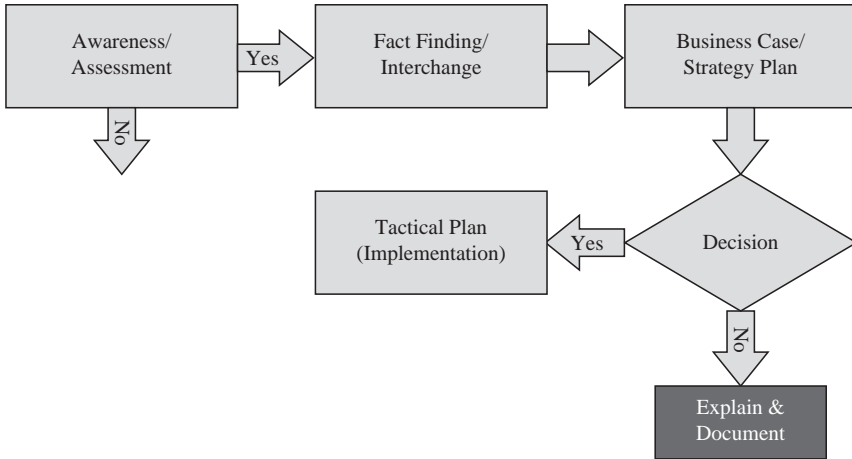 Awareness/
Assessment
Yes
Fact Finding/
Interchange
Business Case/
Strategy Plan
No
Tactical Plan
(Implementation)
Yes
Decision
No
Explain &
Document